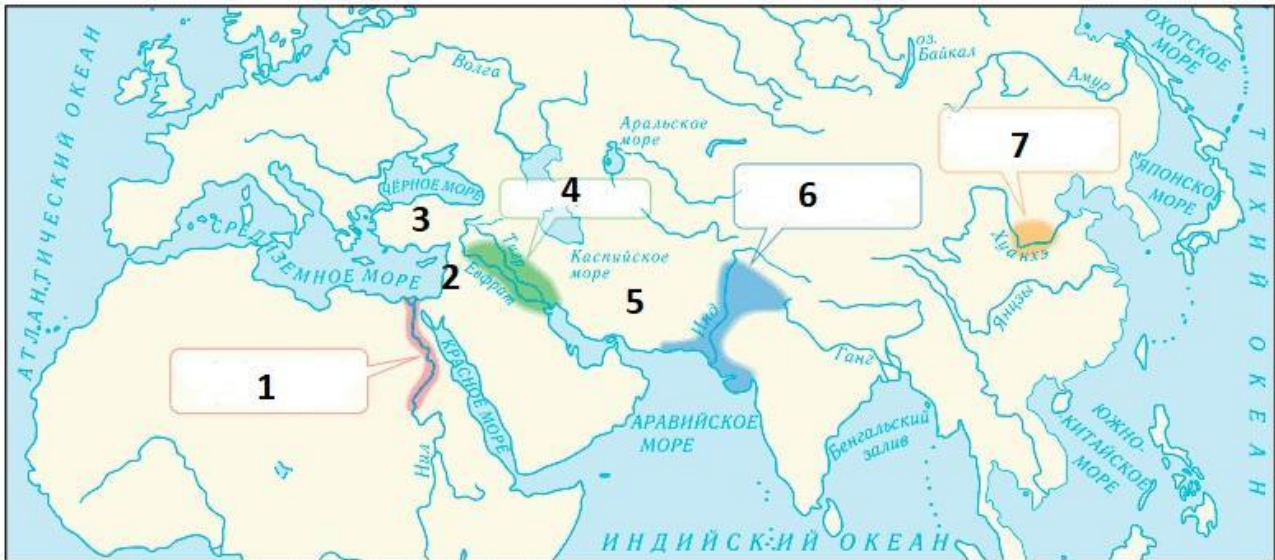 АТЛАНТИЧЕСКИЙ ОКЕАН
Волга
оз.
Байкал
Амур
ОХОТСКОЕ
МОРЕ
Аральское
море
7
ЯПОНСКОЕ
МОРЕ
ТИХИЙ ОКЕАН
ЧЁРНОЕ МОРЕ
4
6
3
СРЕДИЗЕМНОЕ МОРЕ
2
Тигр
Евфрат
Каспийское
море
5
Инд
Хуанхэ
Янцзы
Ганг
1
КРАСНОЕ МОРЕ
Нил
АРАВИЙСКОЕ
МОРЕ
Бенгальский
залив
ЮЖНО-
КИТАЙСКОЕ
МОРЕ
ИНДИЙСКИЙ ОКЕАН